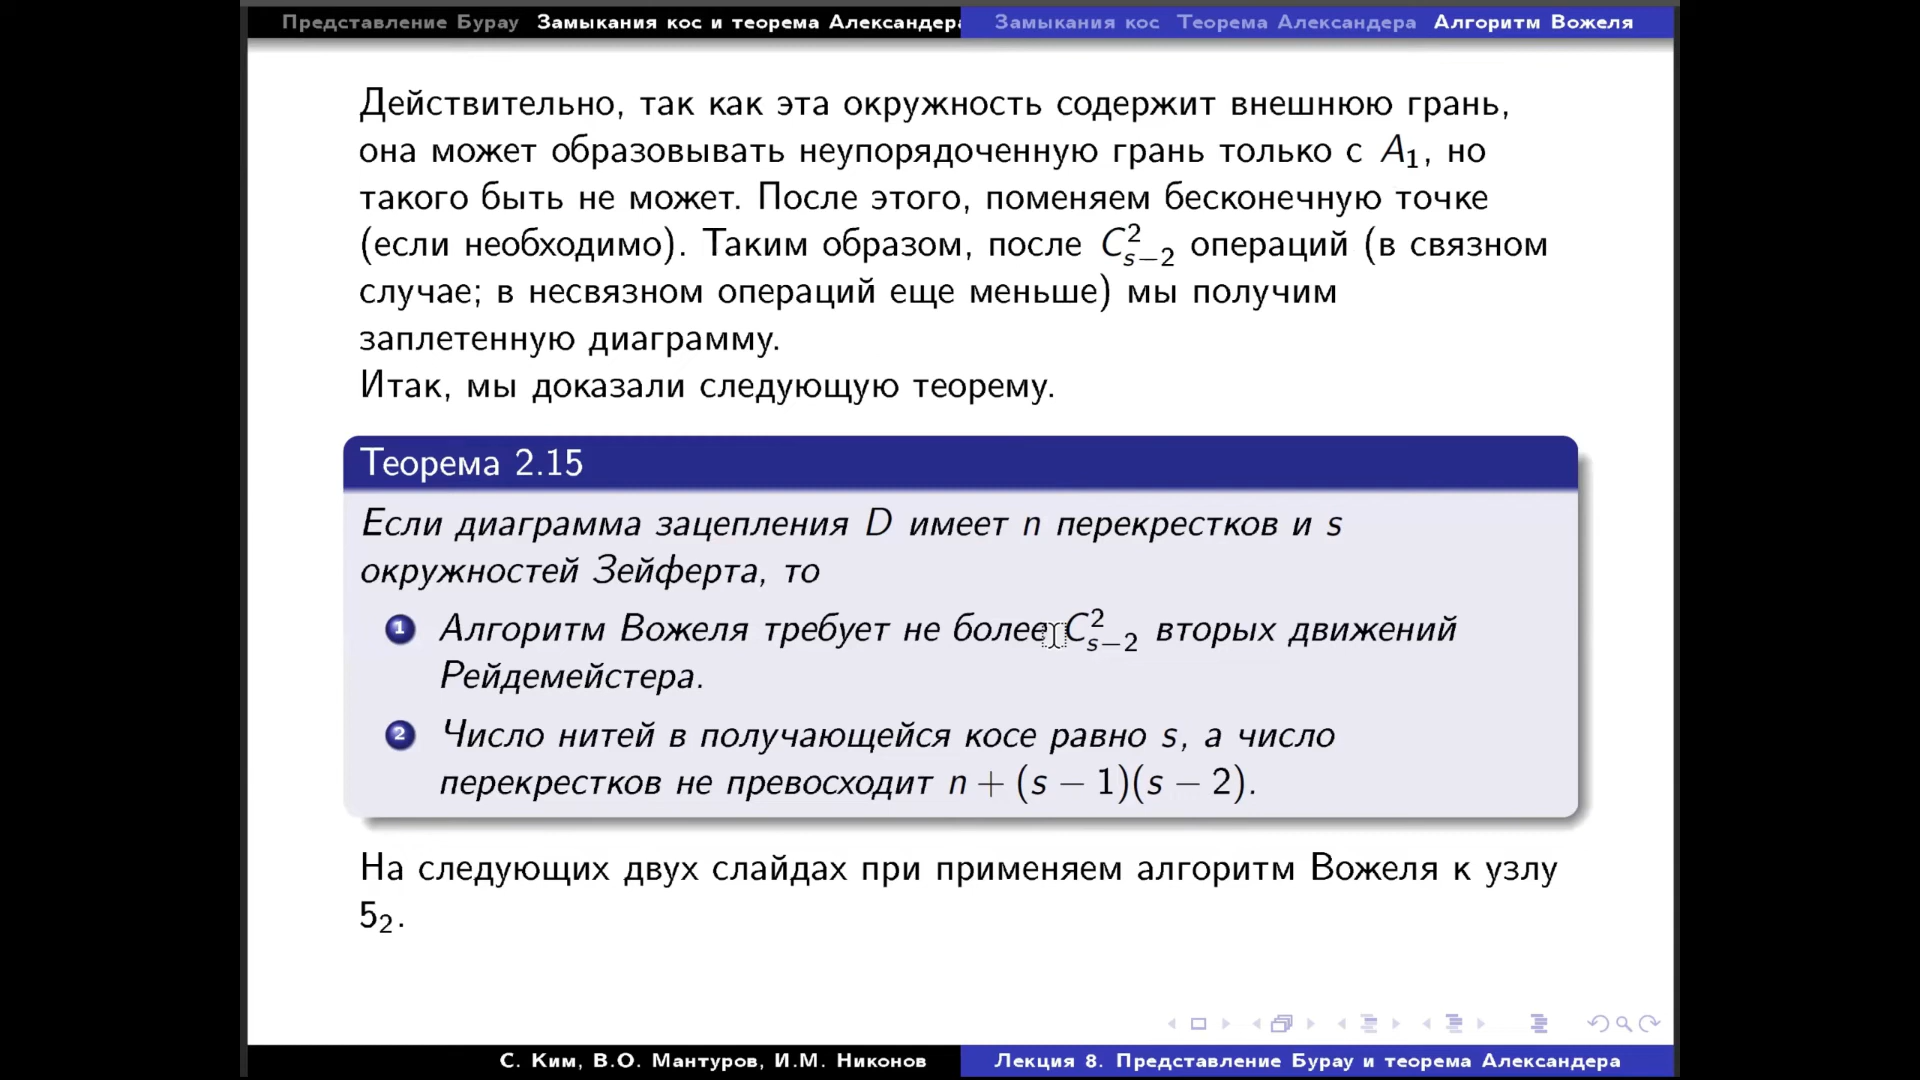 Представление Бурау Замыкания кос и теорема Александера Замыкания кос Теорема Александера Алгоритм Вожеля
Действительно, так как эта окружность содержит внешнюю грань,
она может образовывать неупорядоченную грань только с A₁, но
такого быть не может. После этого, поменяем бесконечную точке
(если необходимо). Таким образом, после C²ₛ₋₂ операций (в связном
случае; в несвязном операций еще меньше) мы получим
заплетенную диаграмму.
Итак, мы доказали следующую теорему.
Теорема 2.15
Если диаграмма зацепления D имеет n перекрестков и s
окружностей Зейферта, то
1 Алгоритм Вожеля требует не более C²ₛ₋₂ вторых движений
Рейдемейстера.
2 Число нитей в получающейся косе равно s, а число
перекрестков не превосходит n + (s − 1)(s − 2).
На следующих двух слайдах при применяем алгоритм Вожеля к узлу
5₂.
С. Ким, В.О. Мантуров, И.М. Никонов Лекция 8. Представление Бурау и теорема Александера